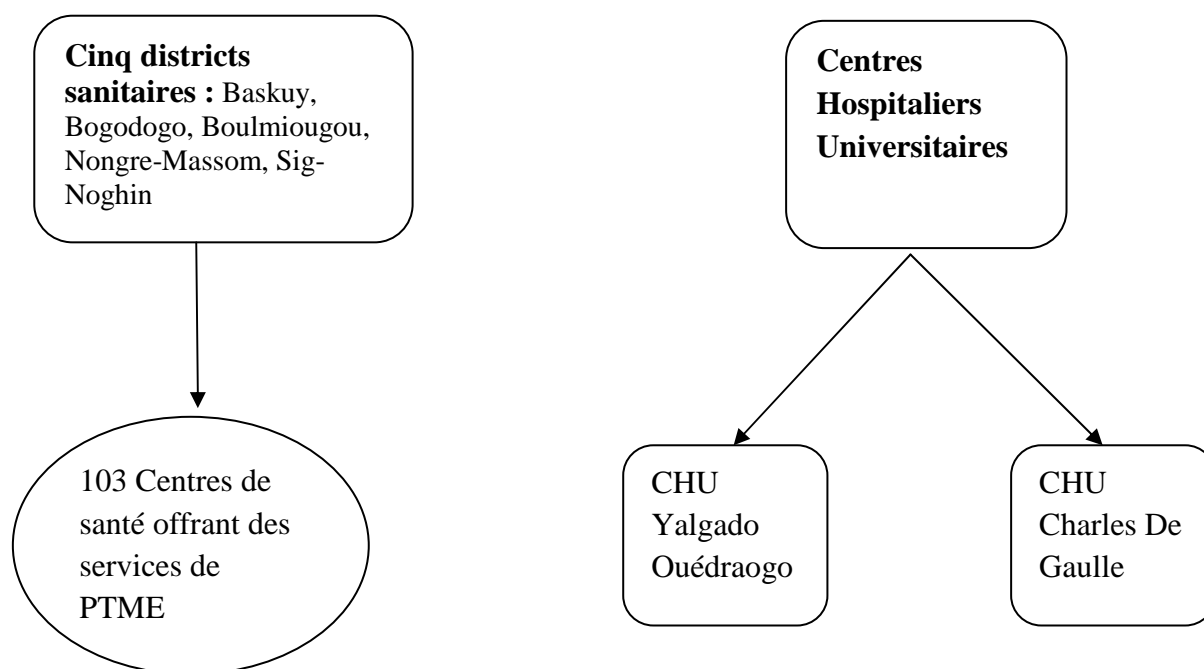 Cinq districts
sanitaires : Baskuy,
Bogodogo, Boulmiougou,
Nongre-Massom, Sig-
Noghin
Centres
Hospitaliers
Universitaires
103 Centres de
santé offrant des
services de
PTME
CHU
Yalgado
Ouédraogo
CHU
Charles De
Gaulle